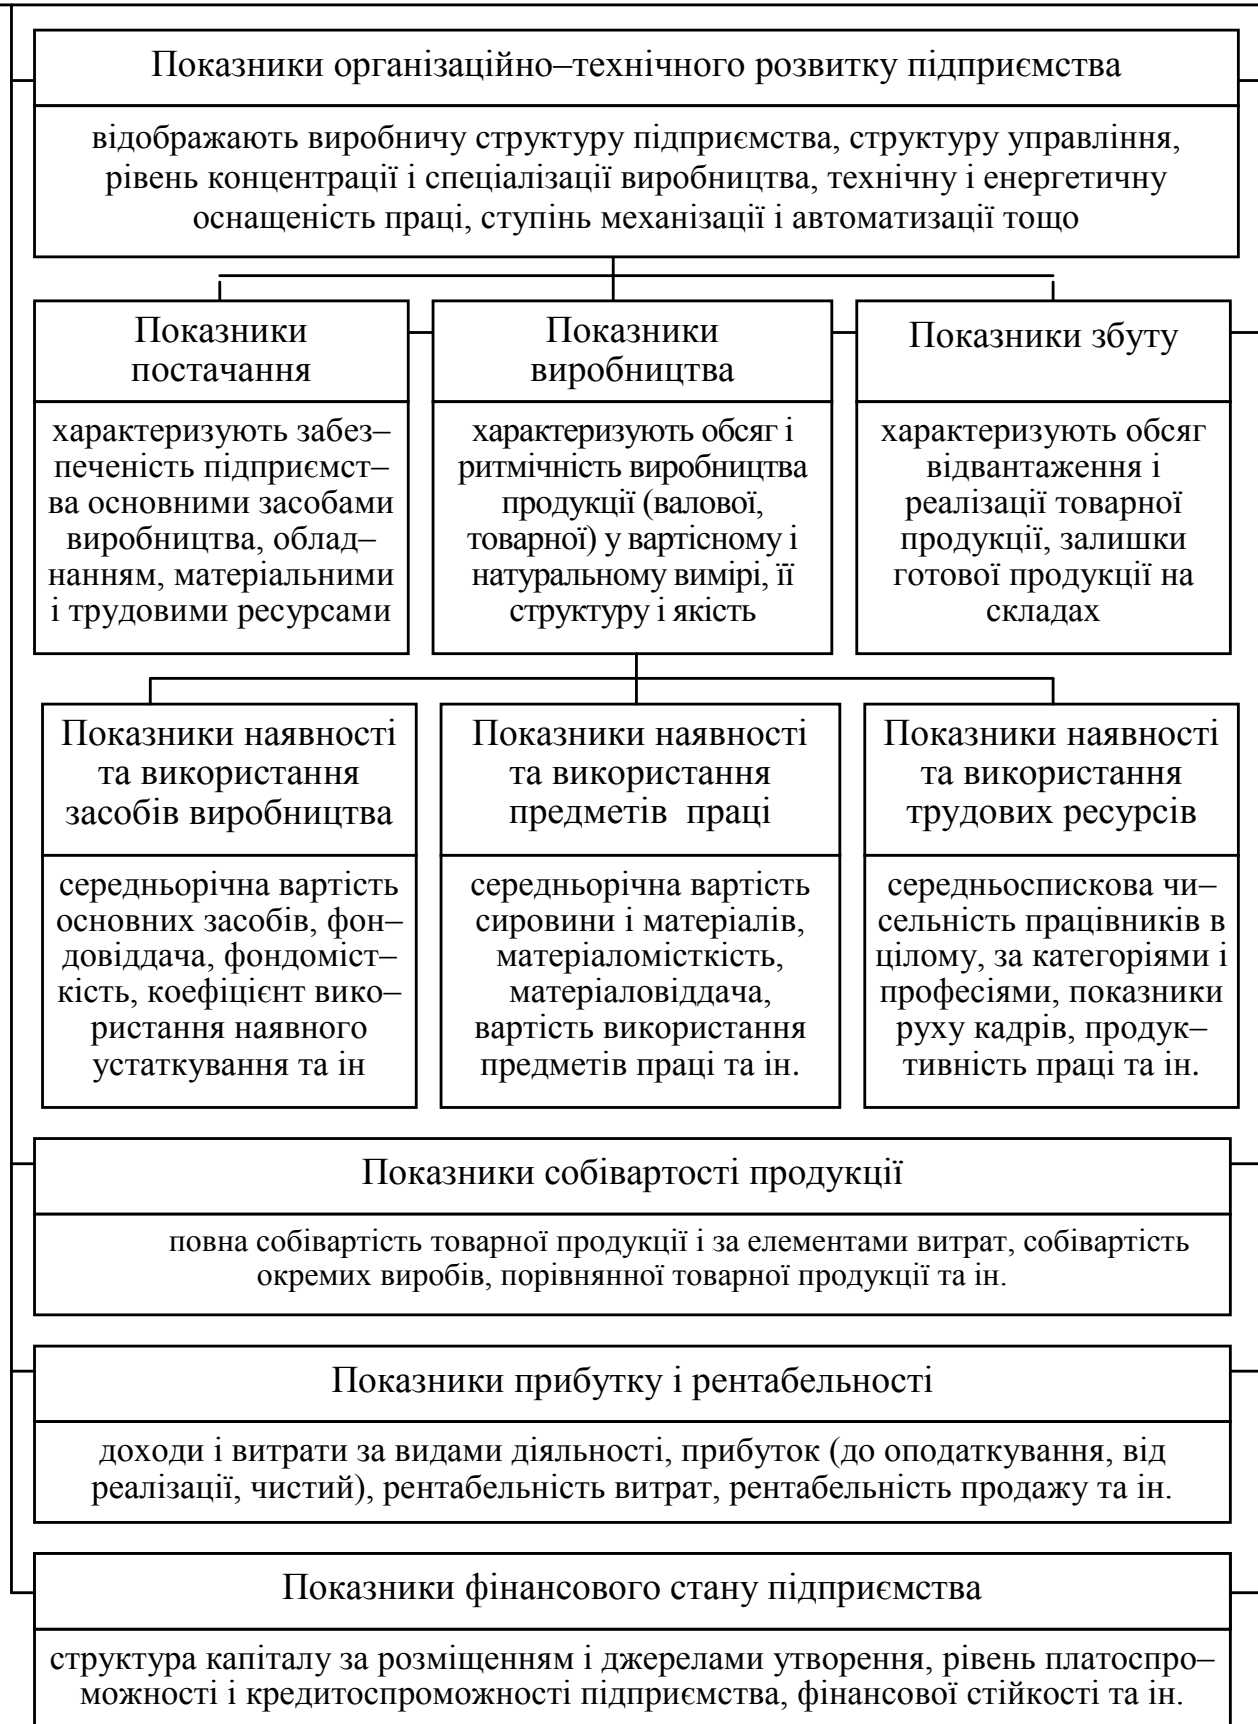 Показники організаційно–технічного розвитку підприємства
відображають виробничу структуру підприємства, структуру управління,
рівень концентрації і спеціалізації виробництва, технічну і енергетичну
оснащеність праці, ступінь механізації і автоматизації тощо
Показники
постачання
характеризують забез–
печеність підприємст–
ва основними засобами
виробництва, облад–
нанням, матеріальними
і трудовими ресурсами
Показники
виробництва
характеризують обсяг і
ритмічність виробництва
продукції (валової,
товарної) у вартісному і
натуральному вимірі, її
структуру і якість
Показники збуту
характеризують обсяг
відвантаження і
реалізації товарної
продукції, залишки
готової продукції на
складах
Показники наявності
та використання
засобів виробництва
середньорічна вартість
основних засобів, фон–
довіддача, фондоміст–
кість, коефіцієнт вико–
ристання наявного
устаткування та ін
Показники наявності
та використання
предметів праці
середньорічна вартість
сировини і матеріалів,
матеріаломісткість,
матеріаловіддача,
вартість використання
предметів праці та ін.
Показники наявності
та використання
трудових ресурсів
середньоспискова чи–
сельність працівників в
цілому, за категоріями і
професіями, показники
руху кадрів, продук–
тивність праці та ін.
Показники собівартості продукції
повна собівартість товарної продукції і за елементами витрат, собівартість
окремих виробів, порівнянної товарної продукції та ін.
Показники прибутку і рентабельності
доходи і витрати за видами діяльності, прибуток (до оподаткування, від
реалізації, чистий), рентабельність витрат, рентабельність продажу та ін.
Показники фінансового стану підприємства
структура капіталу за розміщенням і джерелами утворення, рівень платоспро–
можності і кредитоспроможності підприємства, фінансової стійкості та ін.